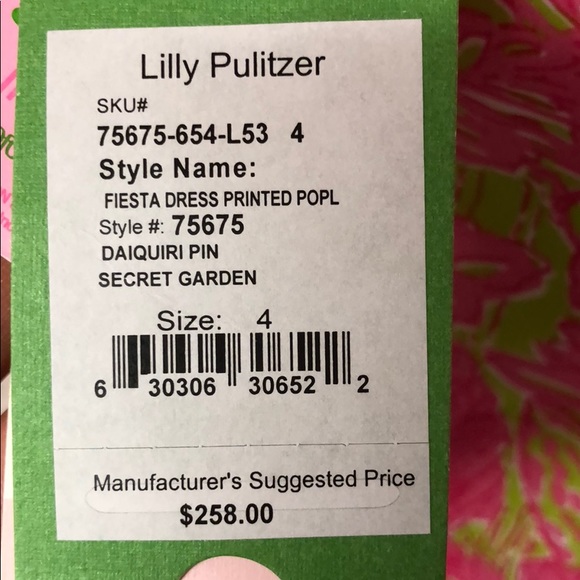 Lilly Pulitzer
SKU#
75675-654-L53 4
Style Name:
FIESTA DRESS PRINTED POPL
Style #: 75675
DAIQUIRI PIN
SECRET GARDEN
Size: 4
6 30306 30652 2
Manufacturer's Suggested Price
$258.00